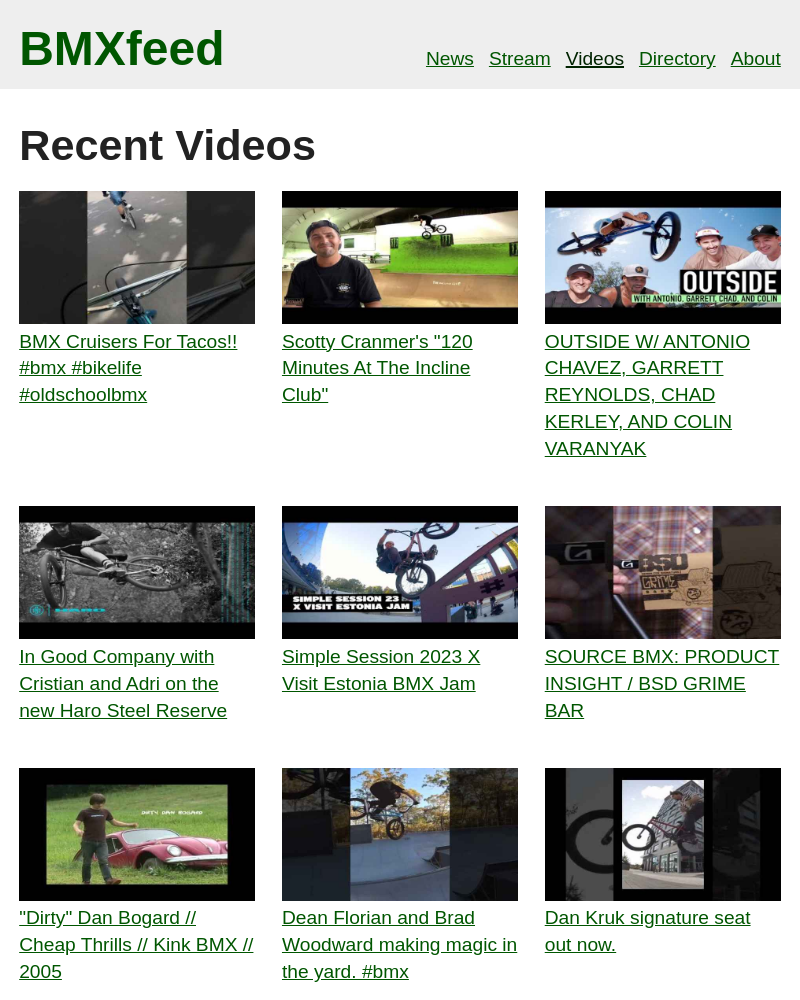 BMXfeed
News Stream Videos Directory About
Recent Videos
OUTSIDE
WITH ANTONIO, GARRETT, CHAD, AND COLIN
BMX Cruisers For Tacos!!
#bmx #bikelife
#oldschoolbmx
Scotty Cranmer's "120
Minutes At The Incline
Club"
OUTSIDE W/ ANTONIO
CHAVEZ, GARRETT
REYNOLDS, CHAD
KERLEY, AND COLIN
VARANYAK
SIMPLE SESSION 23
X VISIT ESTONIA JAM
BSD
GRIME
In Good Company with
Cristian and Adri on the
new Haro Steel Reserve
Simple Session 2023 X
Visit Estonia BMX Jam
SOURCE BMX: PRODUCT
INSIGHT / BSD GRIME
BAR
DIRTY DAN BOGARD
"Dirty" Dan Bogard //
Cheap Thrills // Kink BMX //
2005
Dean Florian and Brad
Woodward making magic in
the yard. #bmx
Dan Kruk signature seat
out now.